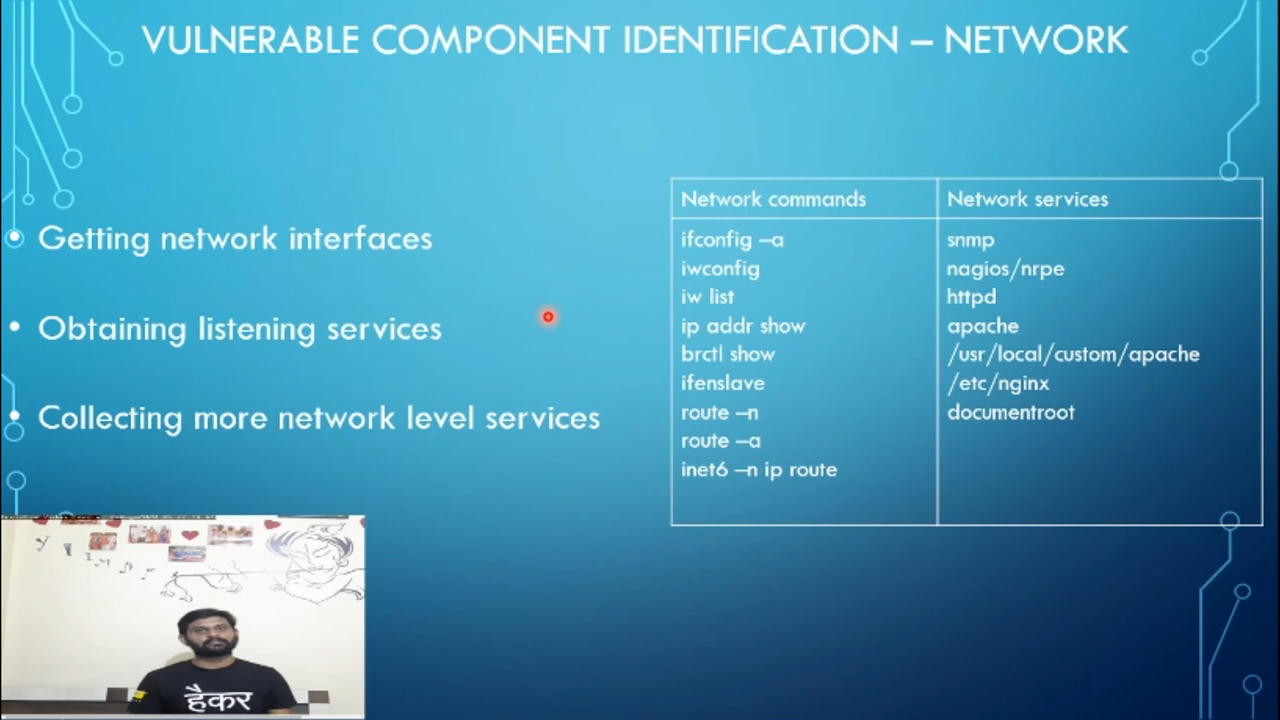 VULNERABLE COMPONENT IDENTIFICATION – NETWORK
• Getting network interfaces
• Obtaining listening services
• Collecting more network level services
Network commands
ifconfig –a
iwconfig
iw list
ip addr show
brctl show
ifenslave
route –n
route –a
inet6 –n ip route
Network services
snmp
nagios/nrpe
httpd
apache
/usr/local/custom/apache
/etc/nginx
documentroot
हैकर